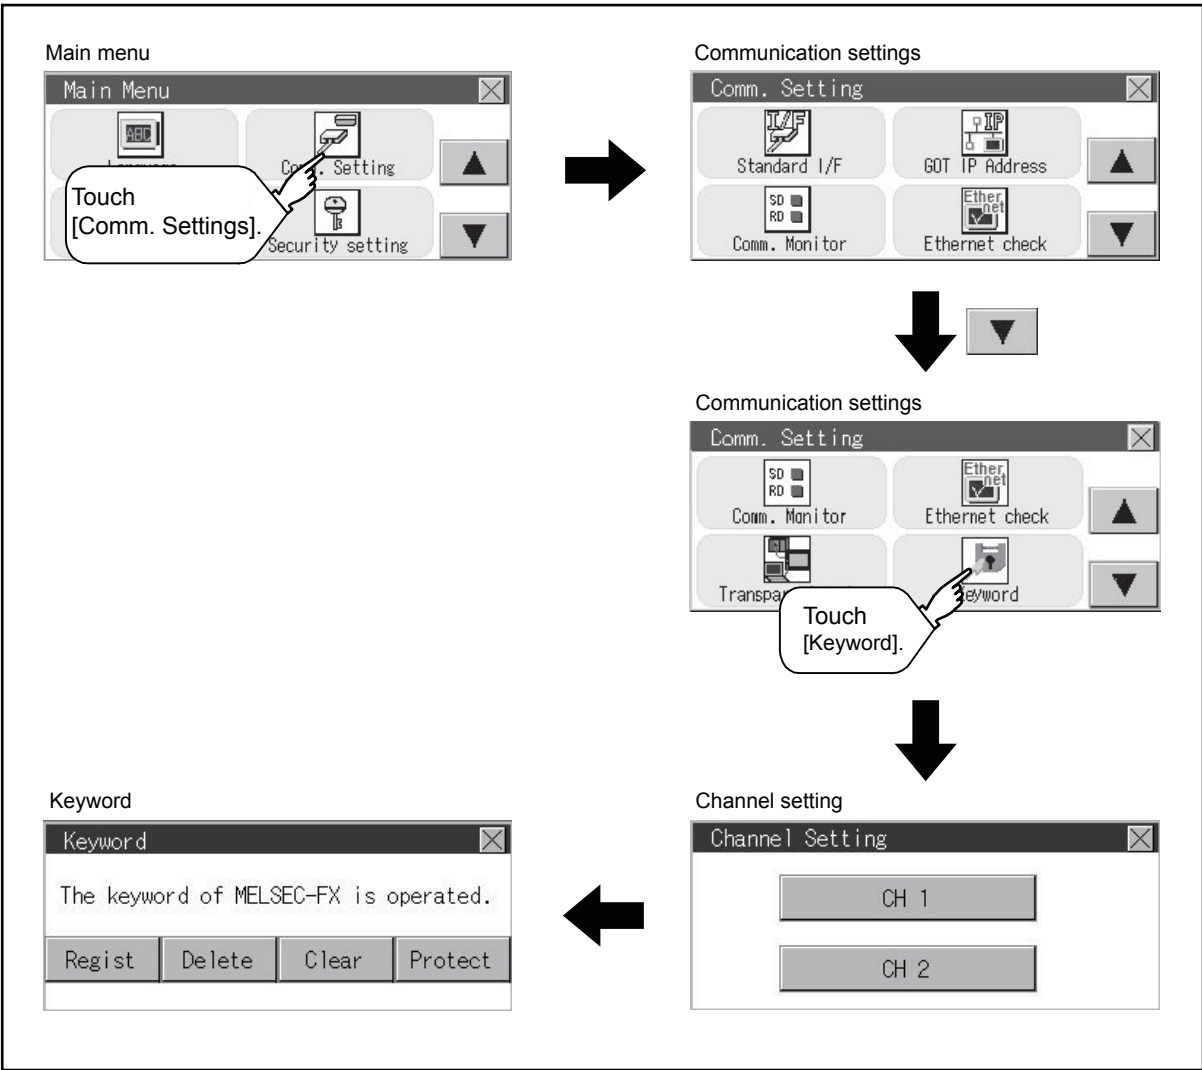 Main menu
Main Menu
ABC
Comm. Setting
Touch
[Comm. Settings].
Security setting
Communication settings
Comm. Setting
I/F
Standard I/F
IP
GOT IP Address
SD
RD
Comm. Monitor
Ether
net
Ethernet check
Communication settings
Comm. Setting
SD
RD
Comm. Monitor
Ether
net
Ethernet check
Touch
[Keyword].
Keyword
Keyword
The keyword of MELSEC-FX is operated.
Regist Delete Clear Protect
Channel setting
Channel Setting
CH 1
CH 2